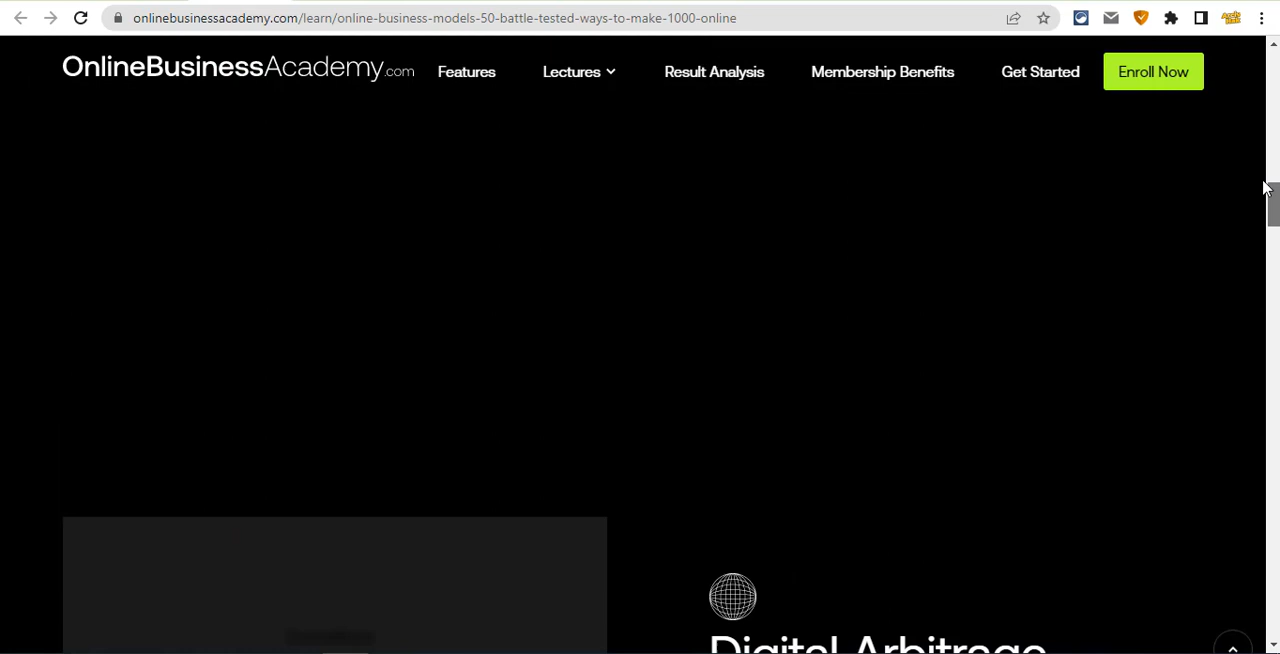 onlinebusinessacademy.com/learn/online-business-models-50-battle-tested-ways-to-make-1000-online
OnlineBusinessAcademy.com Features Lectures Result Analysis Membership Benefits Get Started Enroll Now
Digital Arbitrage